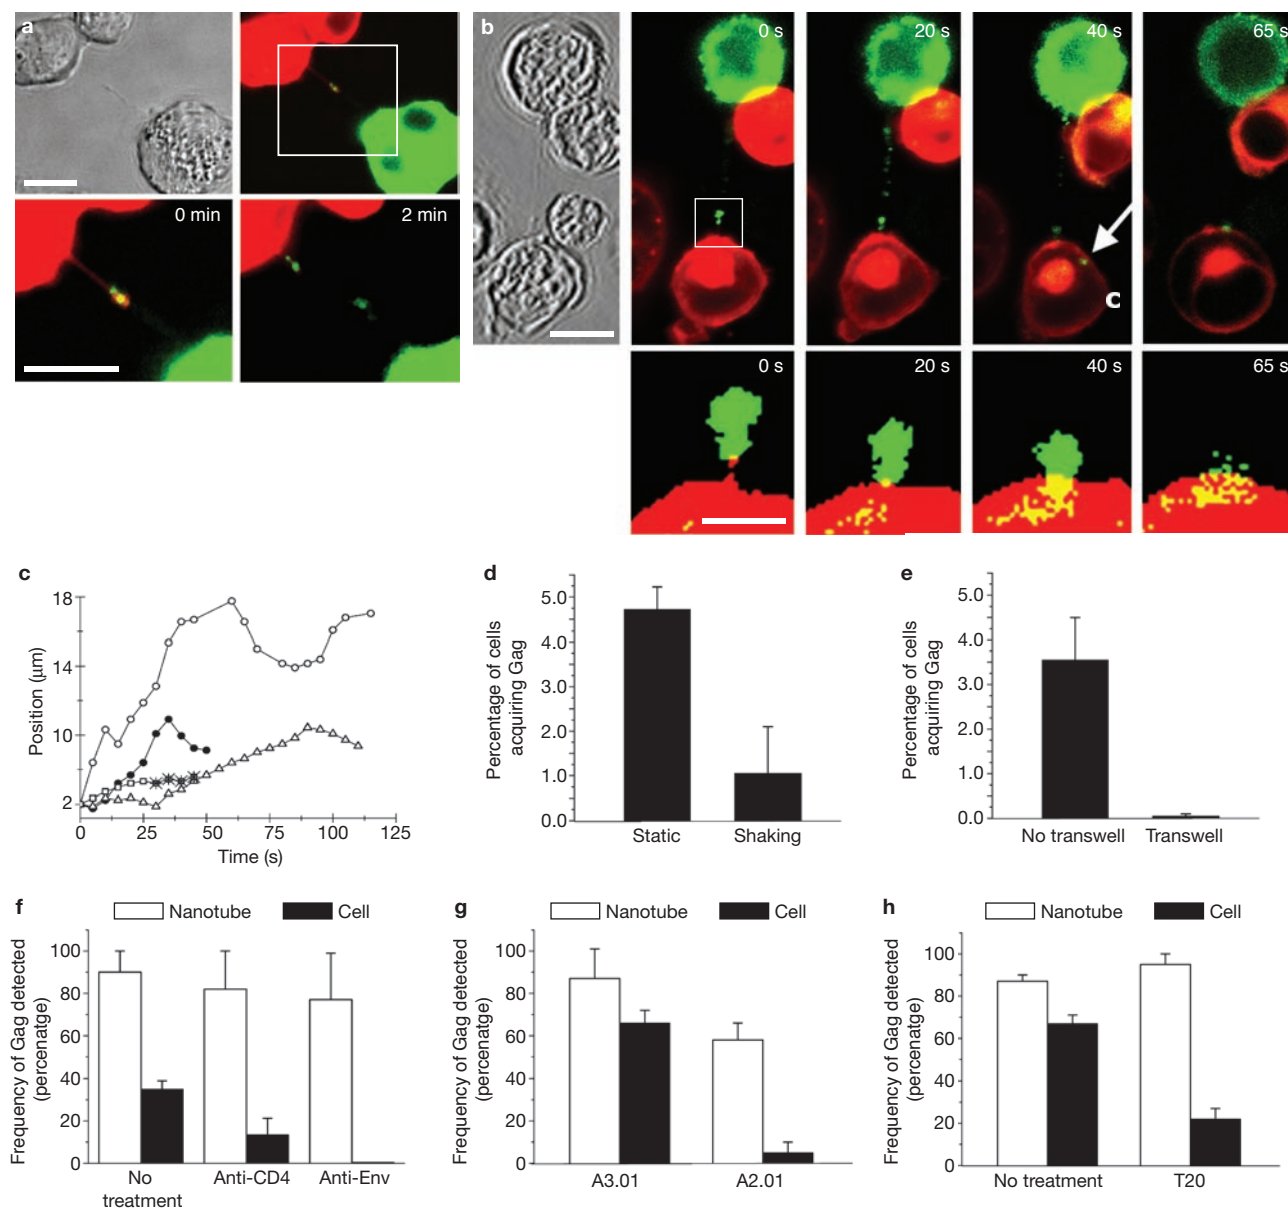 a
0 min
2 min
b
0 s
20 s
40 s
65 s
c
0 s
20 s
40 s
65 s
c
Position (μm)
18
14
10
2
0
25
50
75
100
125
Time (s)
d
Percentage of cells
acquiring Gag
5.0
4.0
3.0
2.0
1.0
0.0
Static
Shaking
e
Percentage of cells
acquiring Gag
5.0
4.0
3.0
2.0
1.0
0.0
No transwell
Transwell
f
Nanotube
Cell
Frequency of Gag detected
(percenatge)
100
80
60
40
20
0
No
treatment
Anti-CD4
Anti-Env
g
Nanotube
Cell
Frequency of Gag detected
(percenatge)
100
80
60
40
20
0
A3.01
A2.01
h
Nanotube
Cell
Frequency of Gag detected
(percenatge)
100
80
60
40
20
0
No treatment
T20